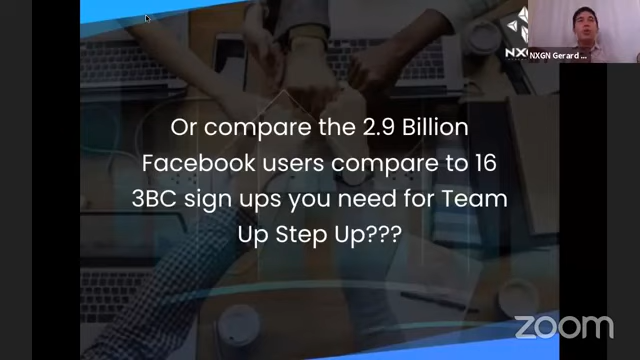 Or compare the 2.9 Billion
Facebook users compare to 16
3BC sign ups you need for Team
Up Step Up???
NXGN Gerard ...
zoom